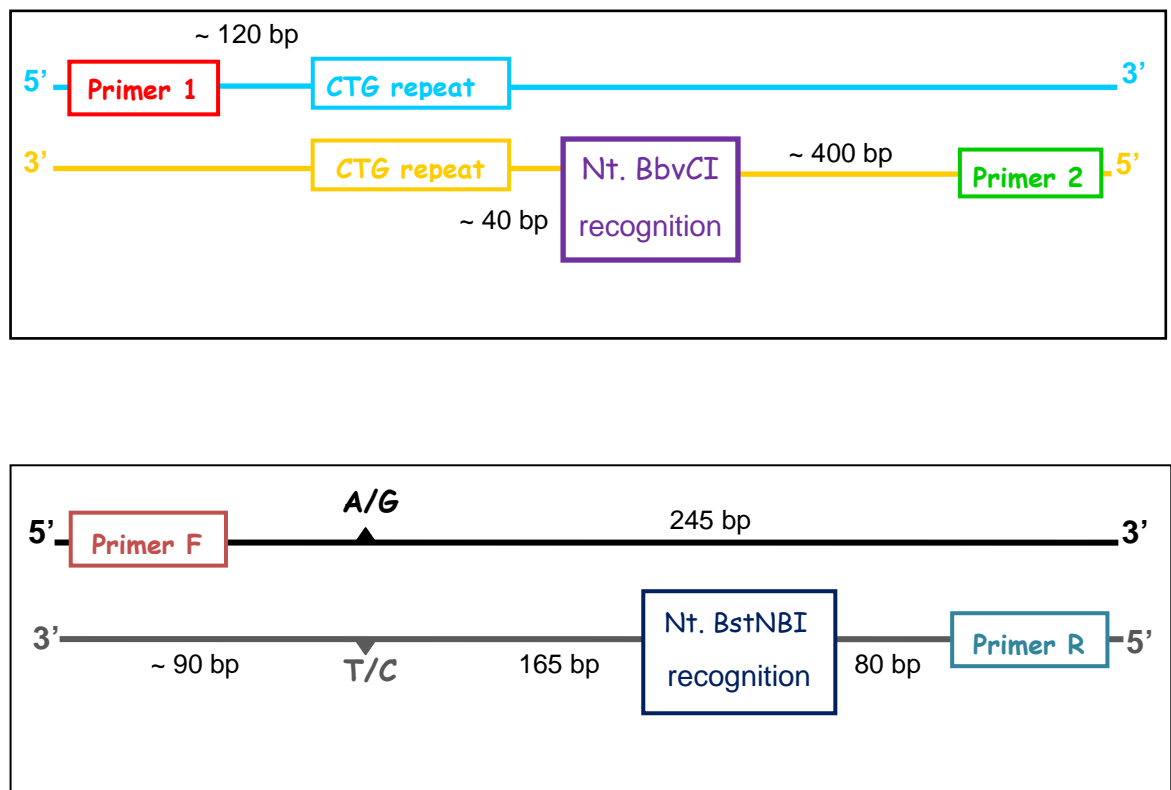 ~ 120 bp
5’ Primer 1 CTG repeat 3’
3’ CTG repeat Nt. BbvCI ~ 400 bp Primer 2 5’
~ 40 bp recognition
A/G 245 bp
5’ Primer F 3’
3’ Nt. BstNBI Primer R 5’
~ 90 bp T/C 165 bp recognition 80 bp